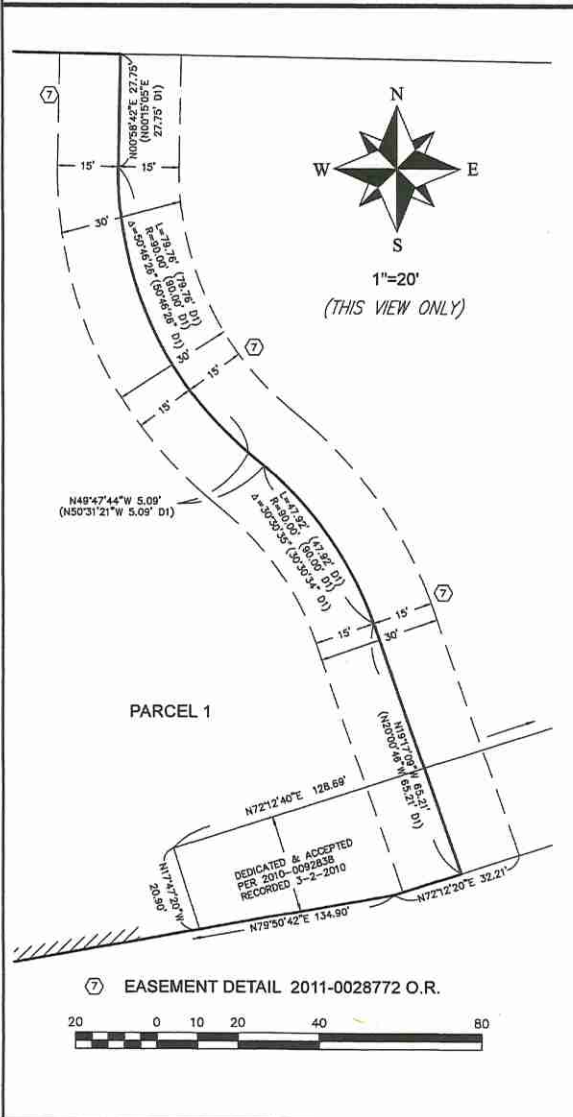 7
N00°58'42"E 27.75'
(N00°15'05"E
27.75' D1)
15'
15'
30'
N
W
E
S
1"=20'
(THIS VIEW ONLY)
L=79.76' (79.76' D1)
R=90.00' (90.00' D1)
Δ=50°46'26" (50°46'26" D1)
30'
7
15'
15'
N49°47'44"W 5.09'
(N50°31'21"W 5.09' D1)
L=47.92' (47.92' D1)
R=90.00' (90.00' D1)
Δ=30°30'35" (30°30'34" D1)
7
15'
15'
30'
PARCEL 1
N19°17'09"W 65.21'
(N20°00'46"W 65.21' D1)
N72°12'40"E 128.69'
N17°47'20"W
20.90'
DEDICATED & ACCEPTED
PER 2010-0092838
RECORDED 3-2-2010
N79°50'42"E 134.90'
N72°12'20"E 32.21'
7 EASEMENT DETAIL 2011-0028772 O.R.
20 0 10 20 40 80